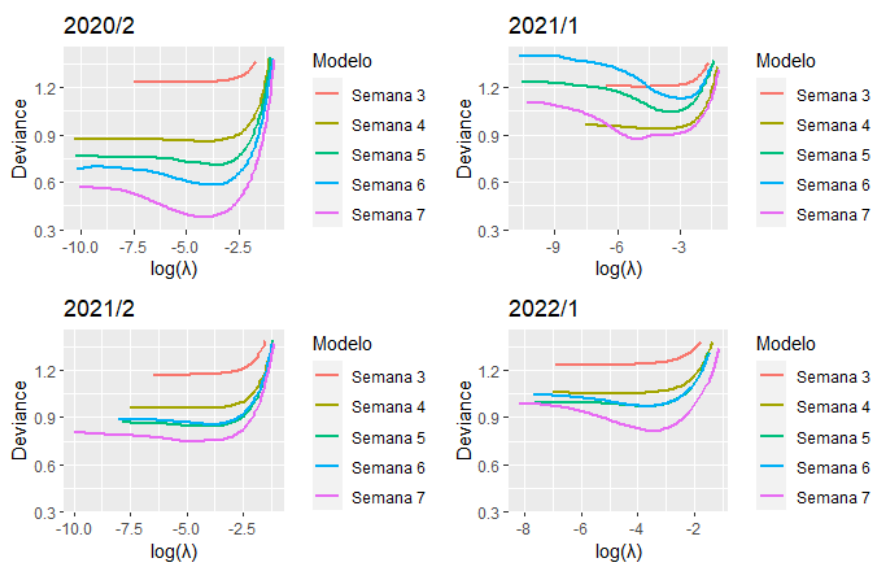 2020/2
Deviance
1.2
0.9
0.6
0.3
-10.0 -7.5 -5.0 -2.5
log(λ)
Modelo
Semana 3
Semana 4
Semana 5
Semana 6
Semana 7
2021/1
Deviance
1.2
0.9
0.6
0.3
-9 -6 -3
log(λ)
Modelo
Semana 3
Semana 4
Semana 5
Semana 6
Semana 7
2021/2
Deviance
1.2
0.9
0.6
0.3
-10.0 -7.5 -5.0 -2.5
log(λ)
Modelo
Semana 3
Semana 4
Semana 5
Semana 6
Semana 7
2022/1
Deviance
1.2
0.9
0.6
0.3
-8 -6 -4 -2
log(λ)
Modelo
Semana 3
Semana 4
Semana 5
Semana 6
Semana 7